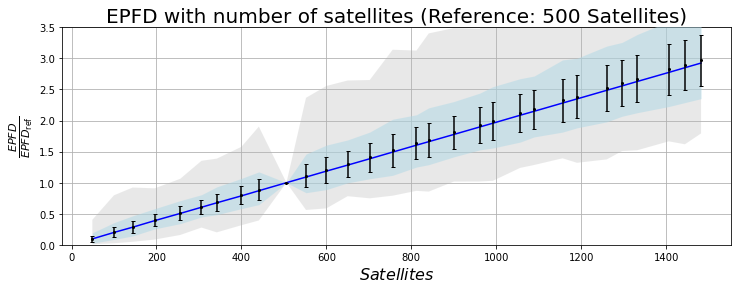 EPFD with number of satellites (Reference: 500 Satellites)
3.5
3.0
2.5
2.0
1.5
1.0
0.5
0.0
EPFD
EPFD_ref
0 200 400 600 800 1000 1200 1400
Satellites